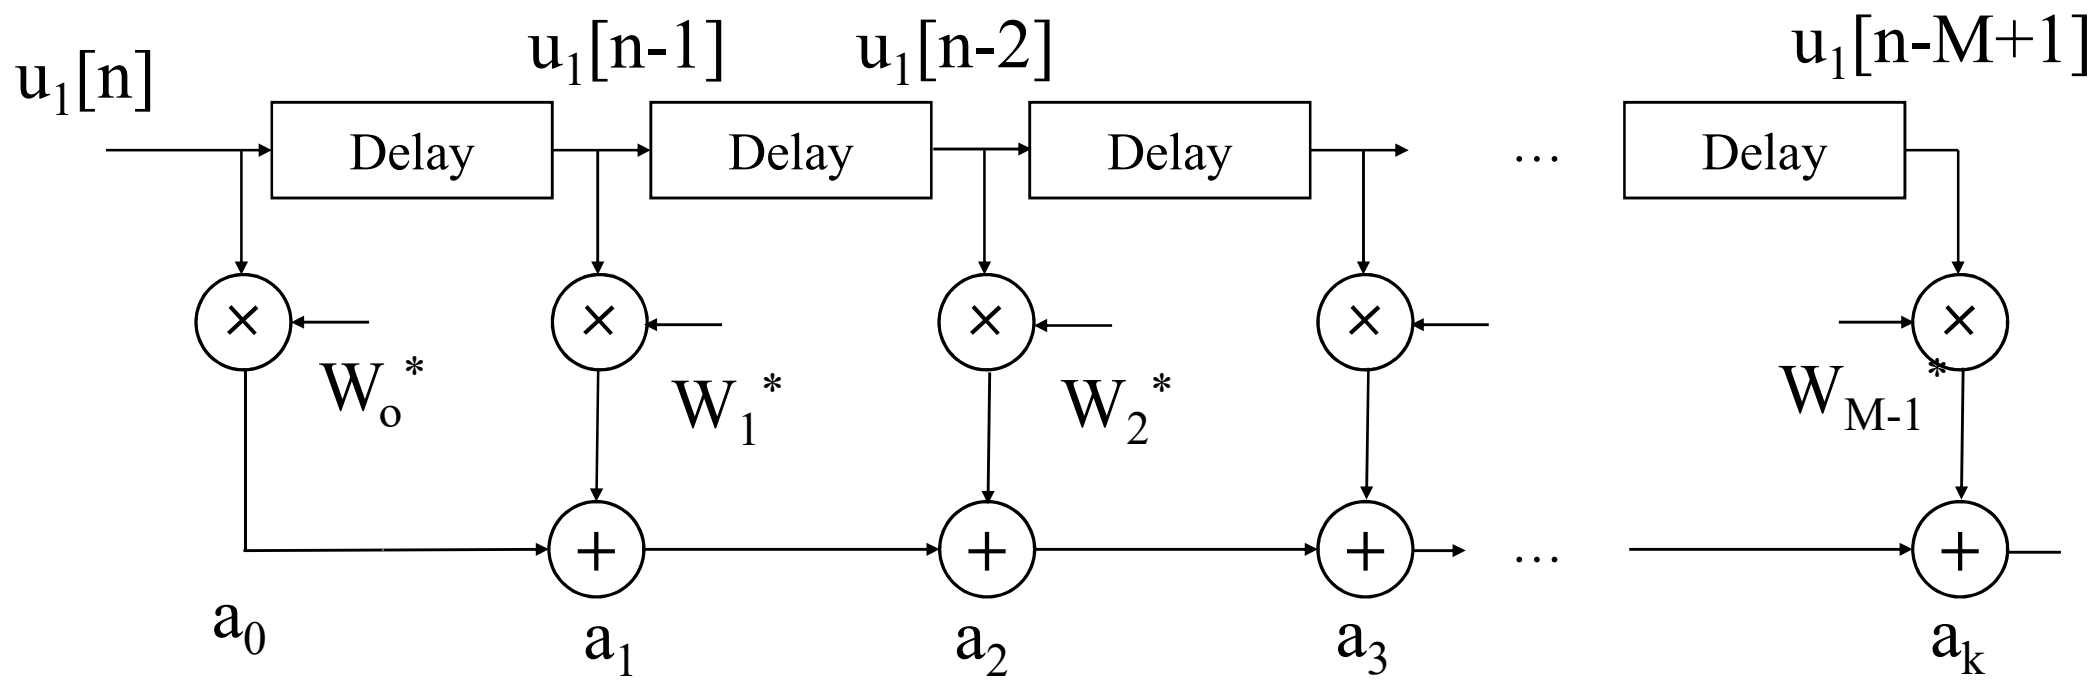 u1[n] u1[n-1] u1[n-2] u1[n-M+1]
Delay Delay Delay ... Delay
× × × × ×
Wo* W1* W2* WM-1*
+ + + ... +
a0 a1 a2 a3 ak